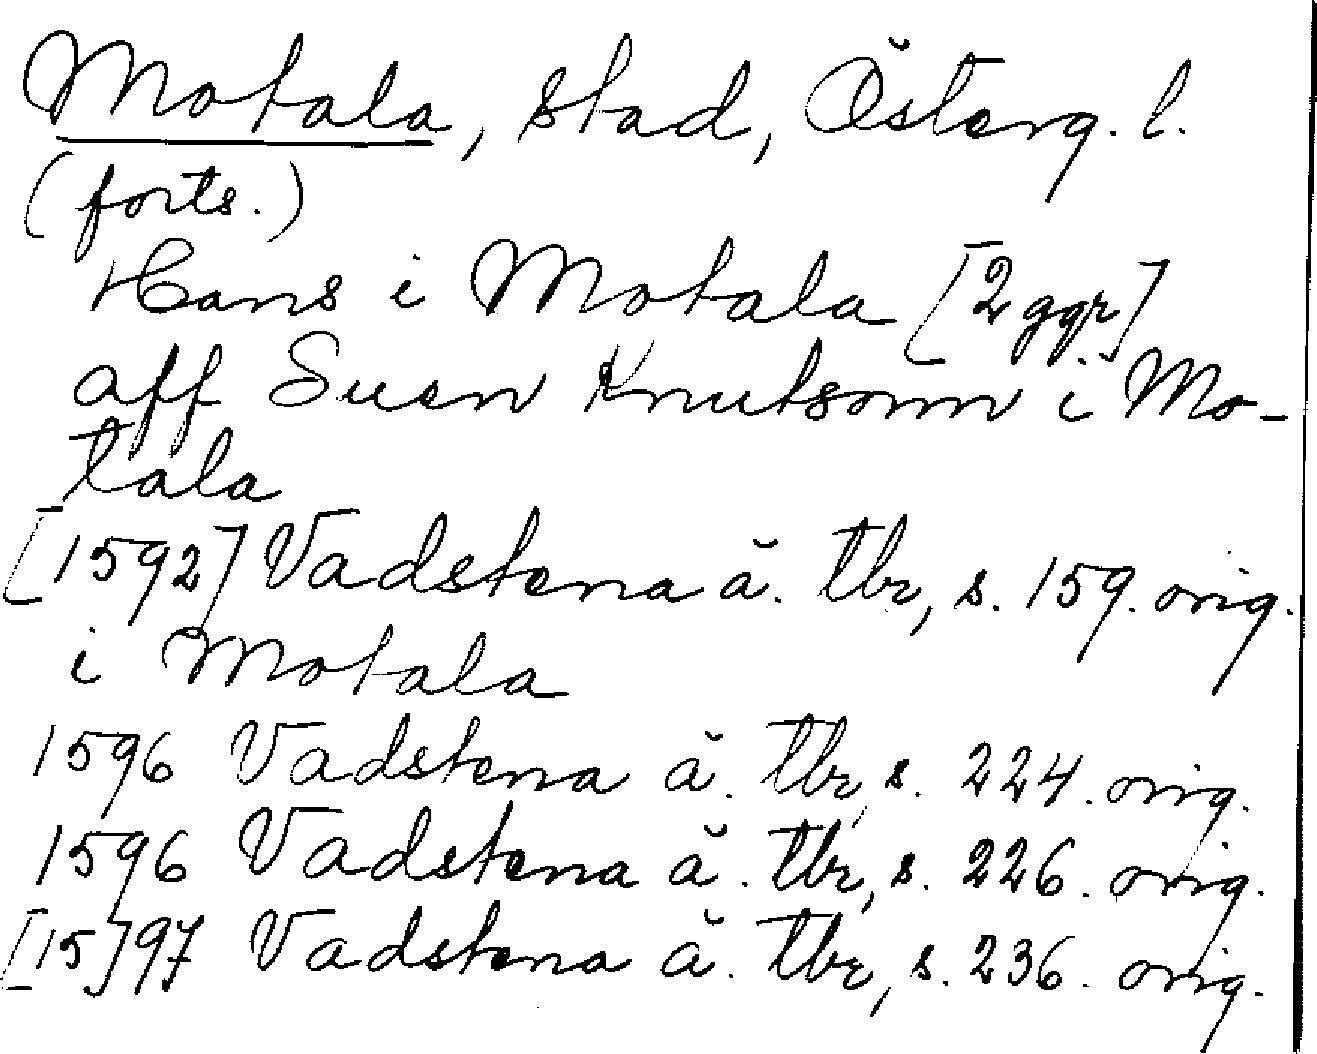 Motala, stad, Österg. l.
(forts.)
Hans i Motala [2 ggr]
aff Suen Knutsonn i Mo-
tala
[1592] Vadstena ä. tbr, s. 159. orig.
i Motala
1596 Vadstena ä. tbr, s. 224. orig.
1596 Vadstena ä. tbr, s. 226. orig.
[15]97 Vadstena ä. tbr, s. 236. orig.